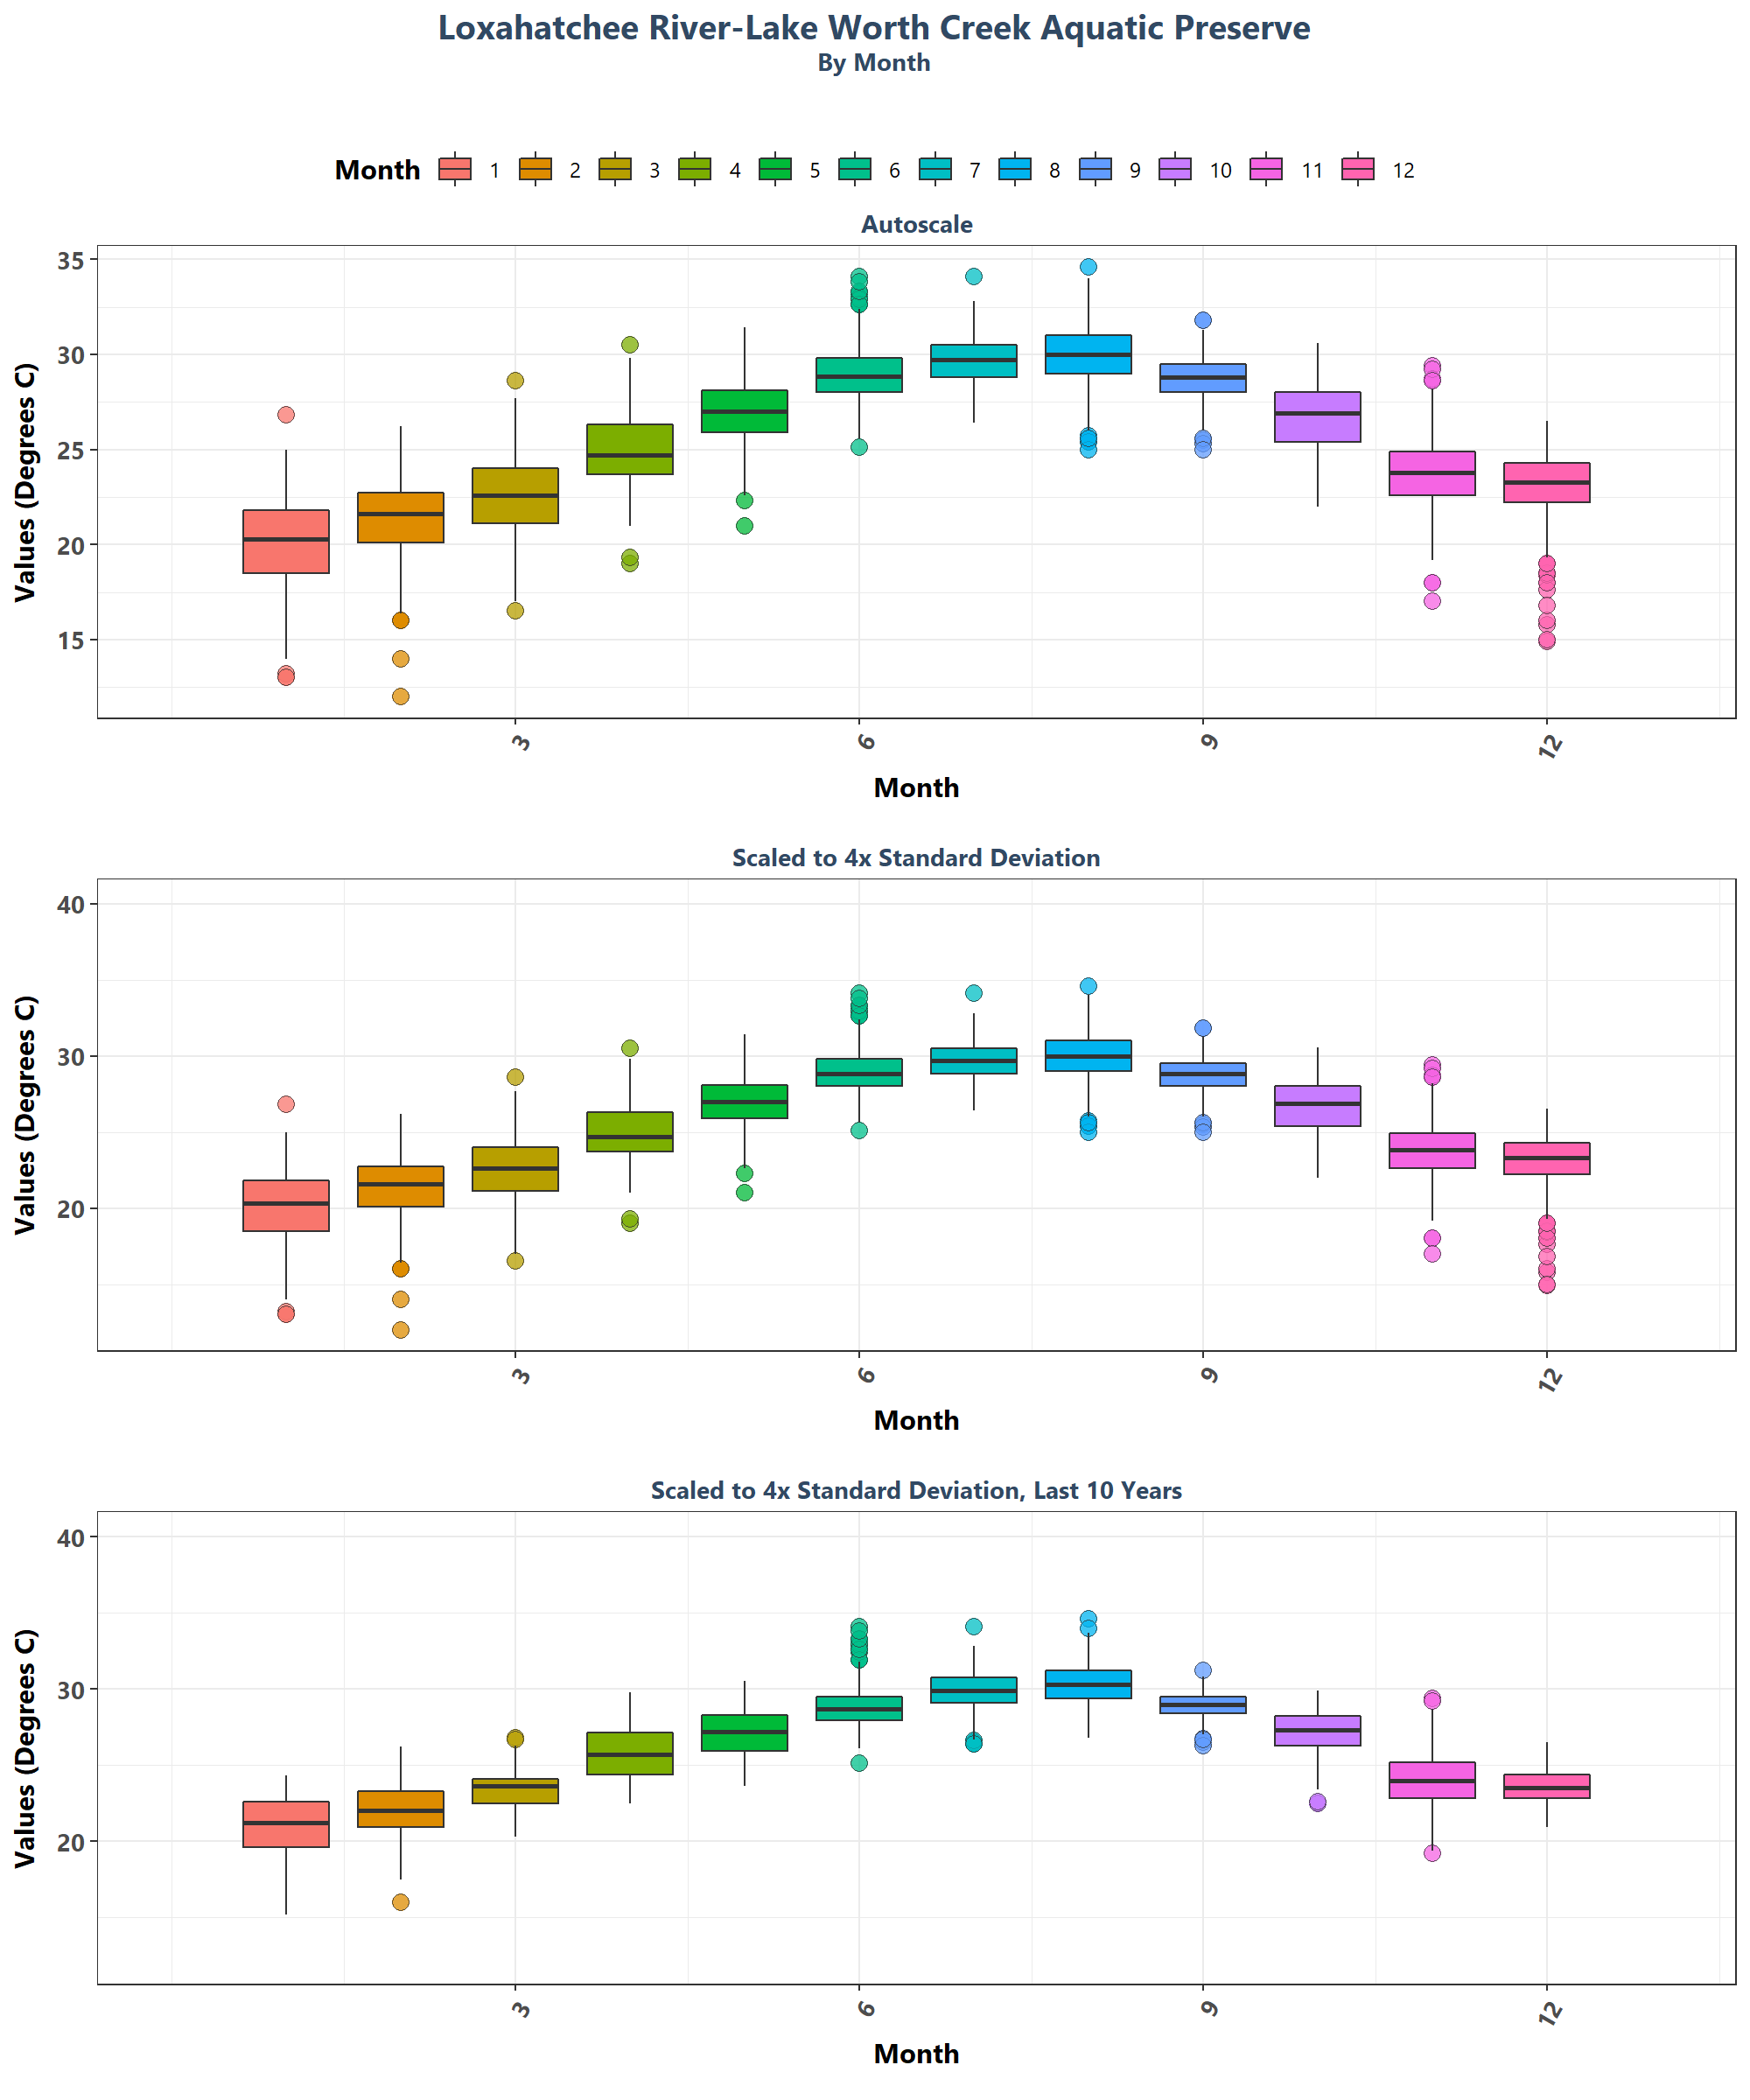 Loxahatchee River-Lake Worth Creek Aquatic Preserve
By Month
Month 1 2 3 4 5 6 7 8 9 10 11 12
Autoscale
Values (Degrees C)
35
30
25
20
15
3 6 9 12
Month
Scaled to 4x Standard Deviation
Values (Degrees C)
40
30
20
3 6 9 12
Month
Scaled to 4x Standard Deviation, Last 10 Years
Values (Degrees C)
40
30
20
3 6 9 12
Month